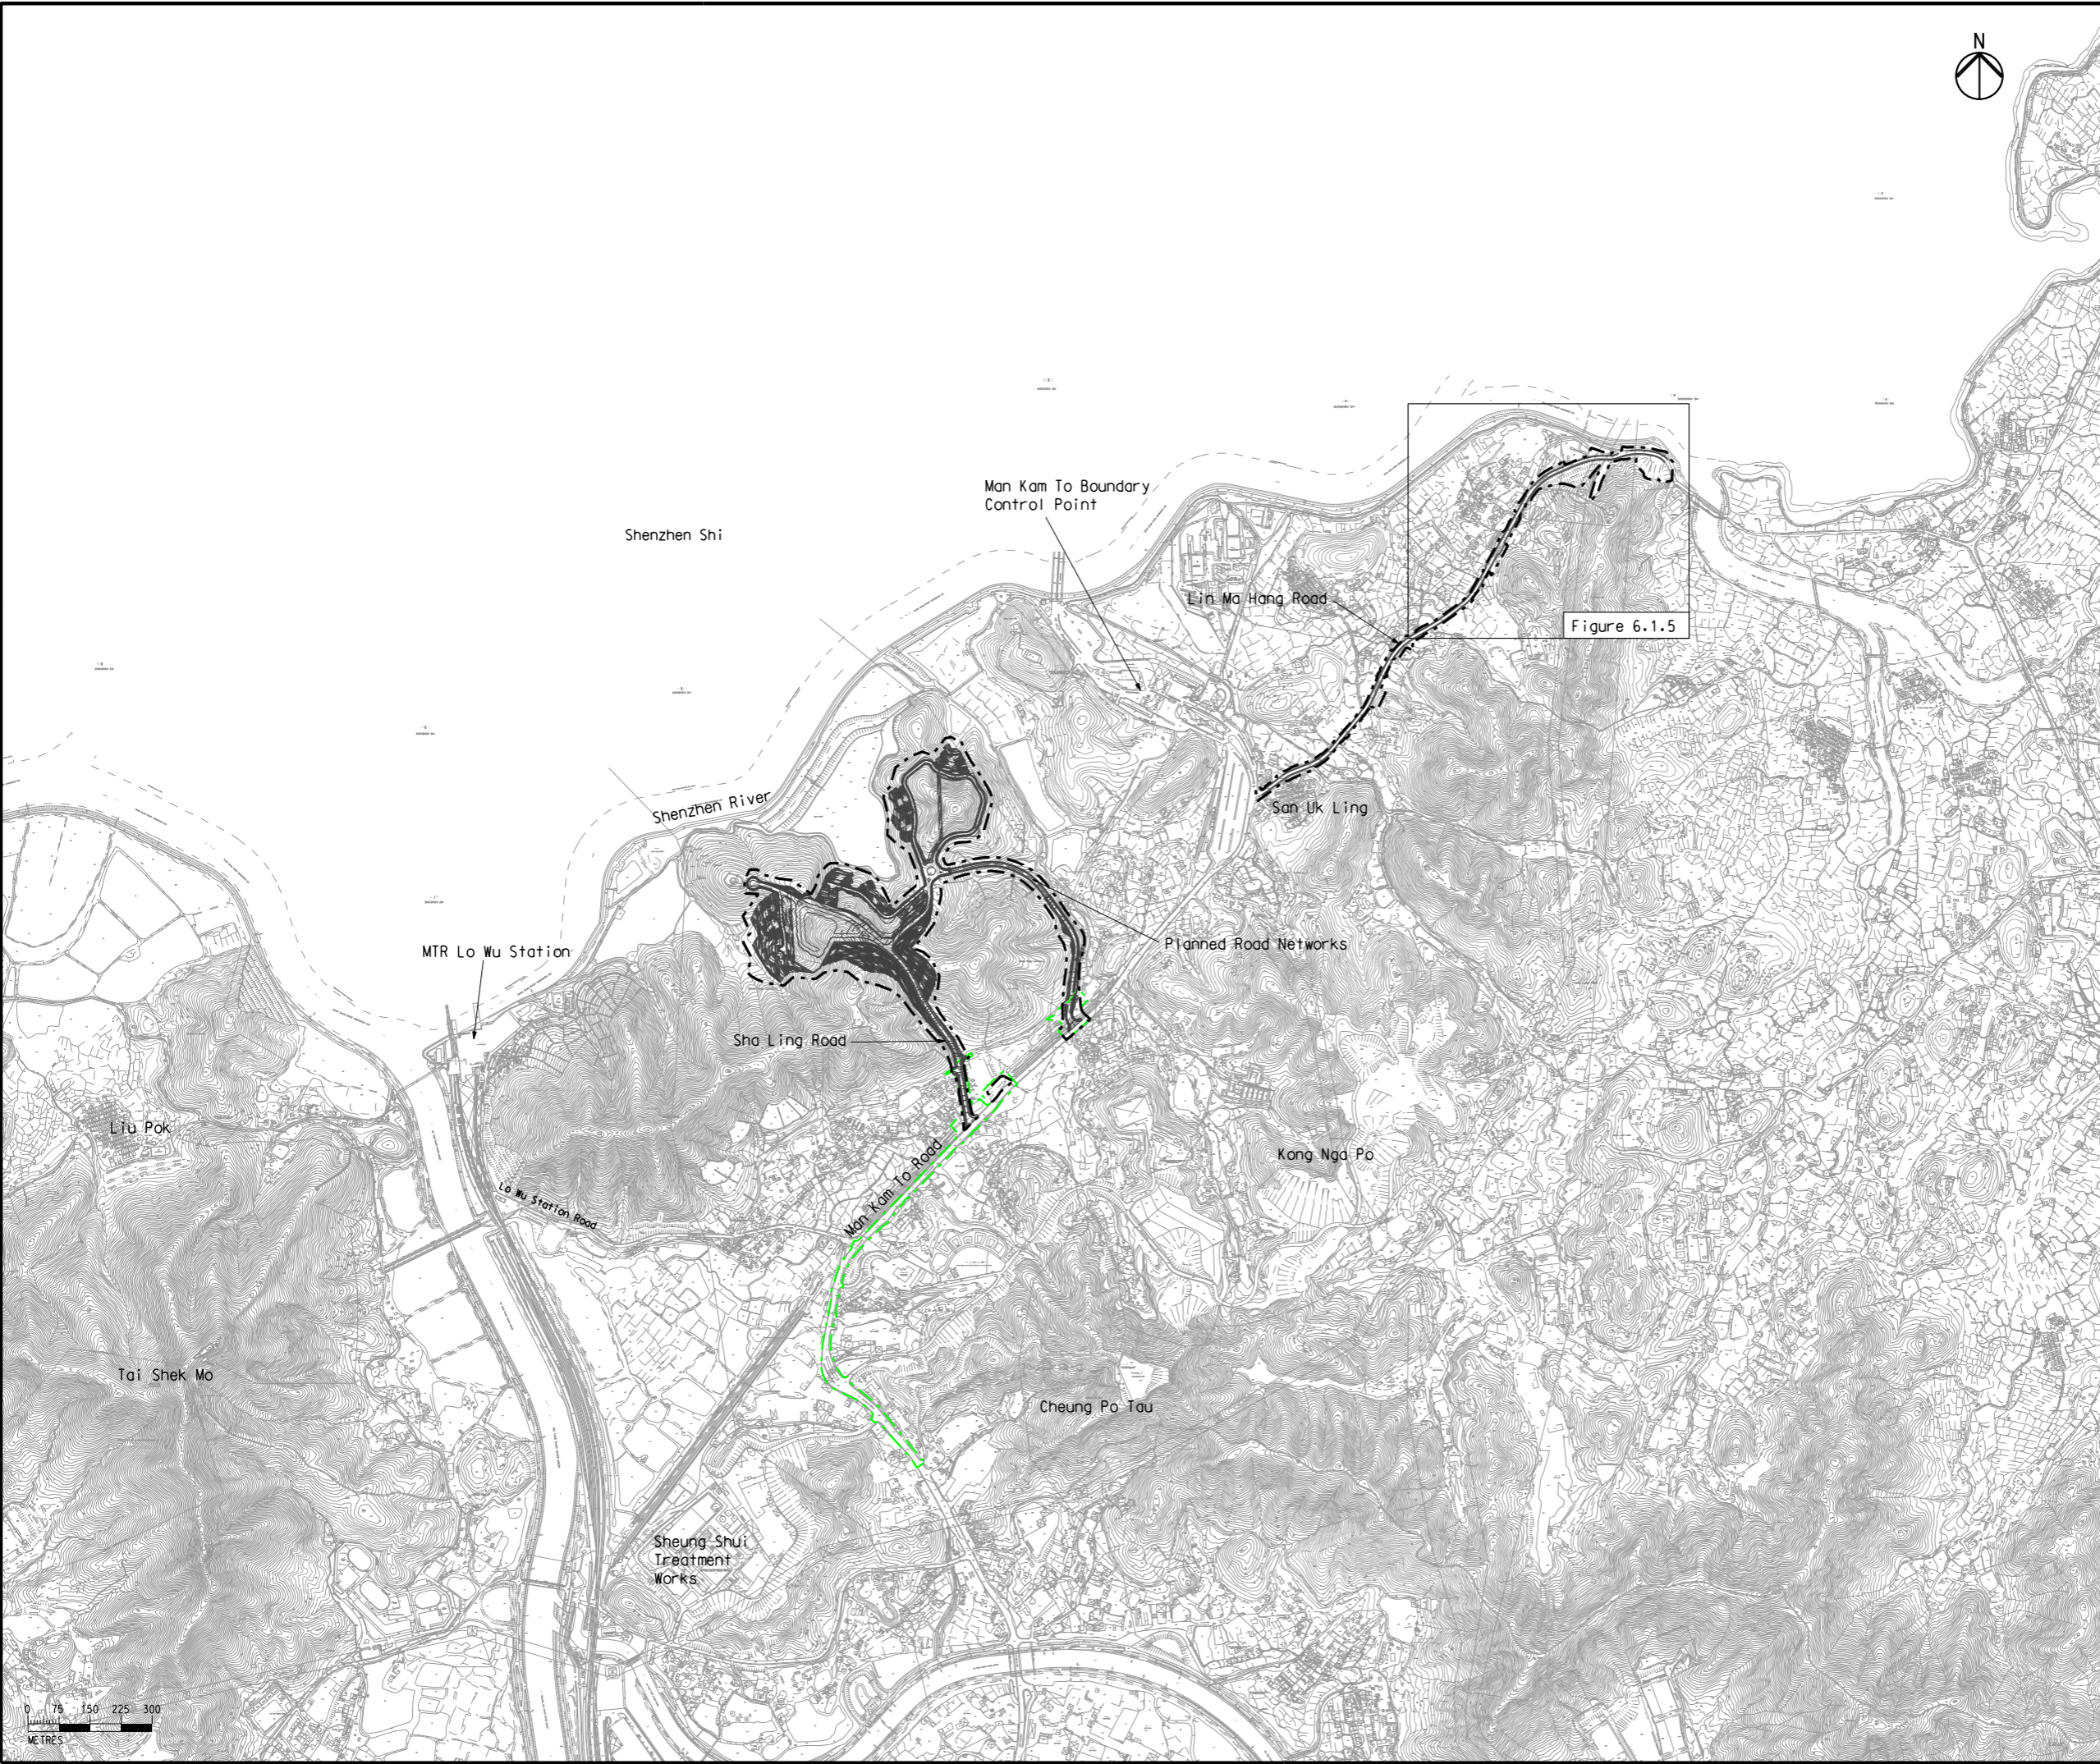 N
Man Kam To Boundary
Control Point
Shenzhen Shi
Lin Ma Hang Road
Figure 6.1.5
Shenzhen River
San Uk Ling
Planned Road Networks
MTR Lo Wu Station
Sha Ling Road
Liu Pok
Man Kam To Road
Kong Nga Po
Lo Wu Station Road
Tai Shek Mo
Cheung Po Tau
Sheung Shui
Treatment
Works
0 75 150 225 300
METRES